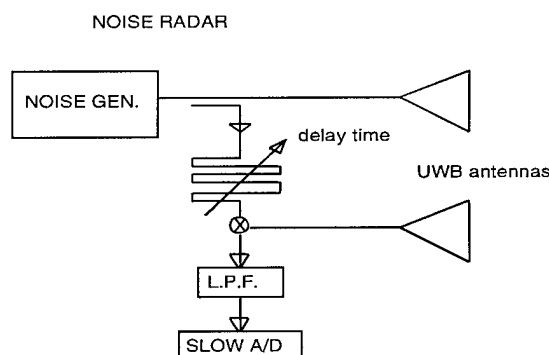 NOISE RADAR
NOISE GEN.
delay time
UWB antennas
L.P.F.
SLOW A/D